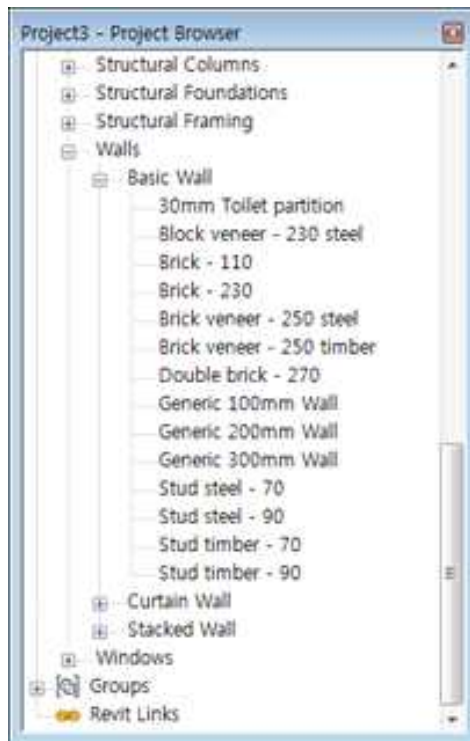 Project3 - Project Browser
Structural Columns
Structural Foundations
Structural Framing
Walls
Basic Wall
30mm Toilet partition
Block veneer - 230 steel
Brick - 110
Brick - 230
Brick veneer - 250 steel
Brick veneer - 250 timber
Double brick - 270
Generic 100mm Wall
Generic 200mm Wall
Generic 300mm Wall
Stud steel - 70
Stud steel - 90
Stud timber - 70
Stud timber - 90
Curtain Wall
Stacked Wall
Windows
Groups
Revit Links